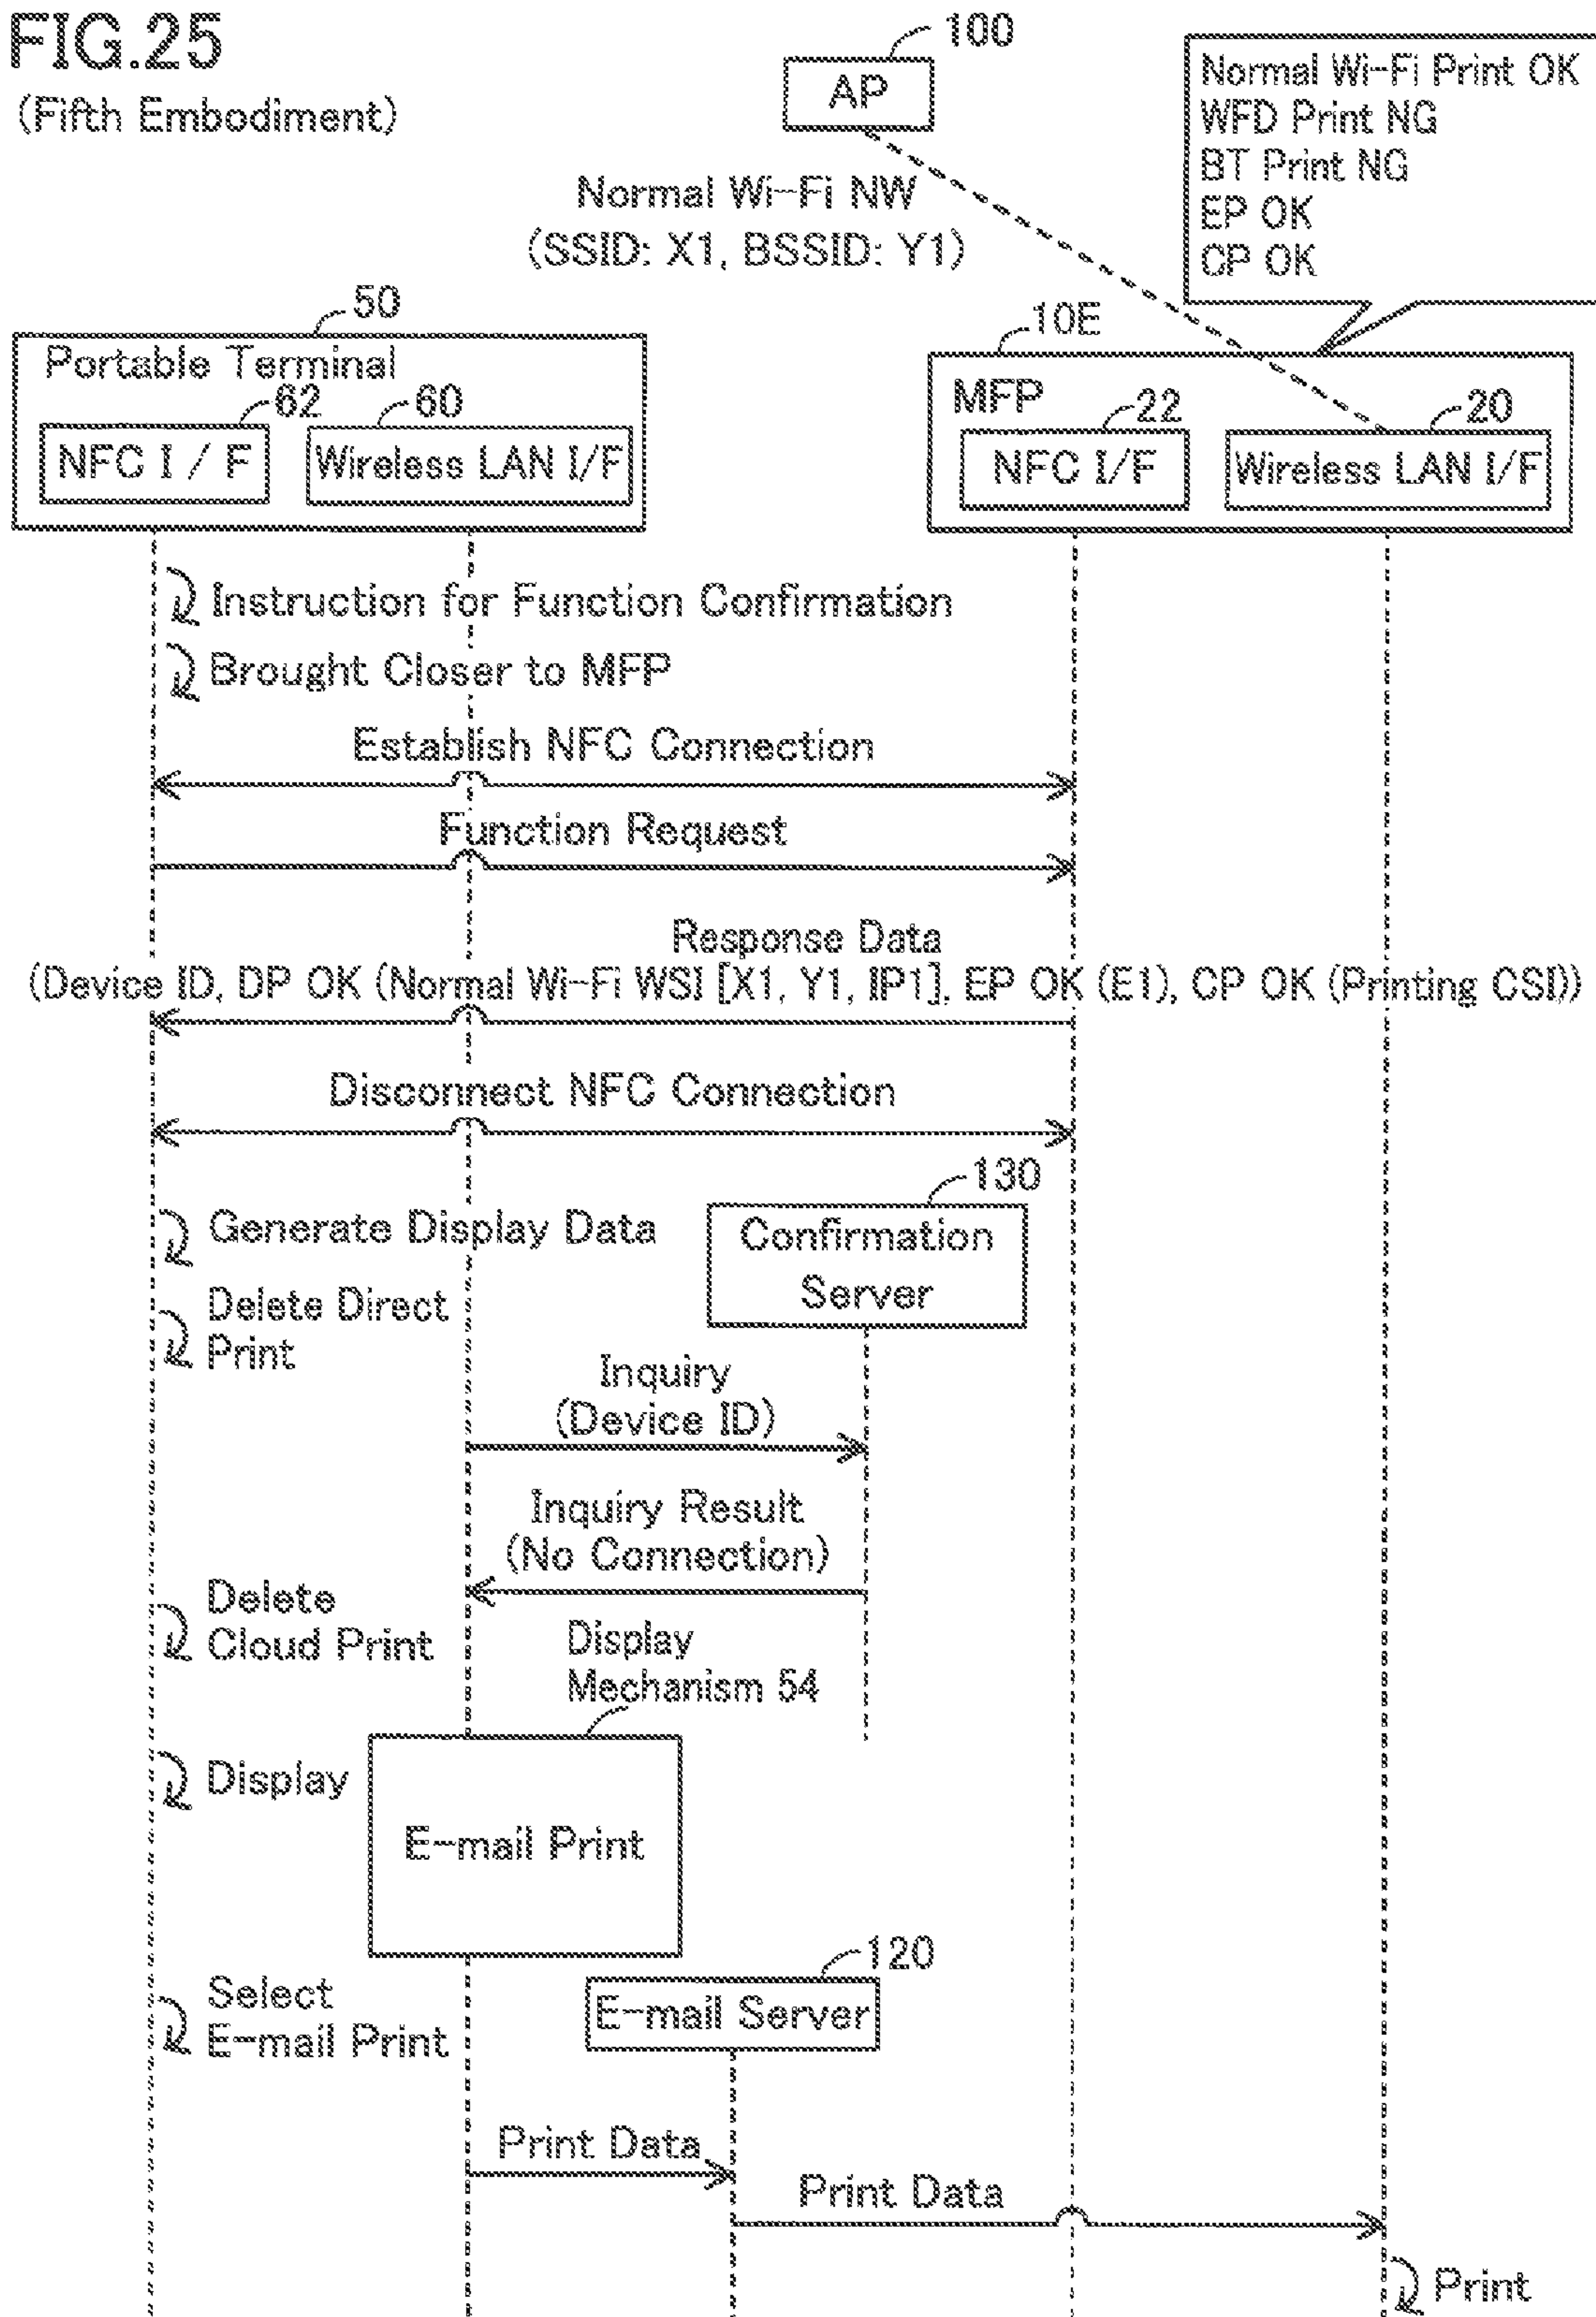 FIG.25
(Fifth Embodiment)
100
AP
Normal Wi-Fi Print OK
WFD Print NG
BT Print NG
EP OK
CP OK
Normal Wi-Fi NW
(SSID: X1, BSSID: Y1)
50
Portable Terminal
62
60
NFC I / F
Wireless LAN I/F
10E
MFP
22
20
NFC I/F
Wireless LAN I/F
Instruction for Function Confirmation
Brought Closer to MFP
Establish NFC Connection
Function Request
Response Data
(Device ID, DP OK (Normal Wi-Fi WSI [X1, Y1, IP1], EP OK (E1), CP OK (Printing CSI))
Disconnect NFC Connection
130
Generate Display Data
Confirmation
Server
Delete Direct
Print
Inquiry
(Device ID)
Inquiry Result
(No Connection)
Delete
Cloud Print
Display
Mechanism 54
Display
E-mail Print
120
Select
E-mail Print
E-mail Server
Print Data
Print Data
Print